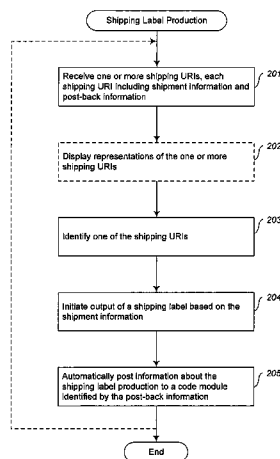 Shipping Label Production
201
Receive one or more shipping URIs, each
shipping URI including shipment information and
post-back information
202
Display representations of the one or more
shipping URIs
203
Identify one of the shipping URIs
204
Initiate output of a shipping label based on the
shipment information
205
Automatically post information about the
shipping label production to a code module
identified by the post-back information
End